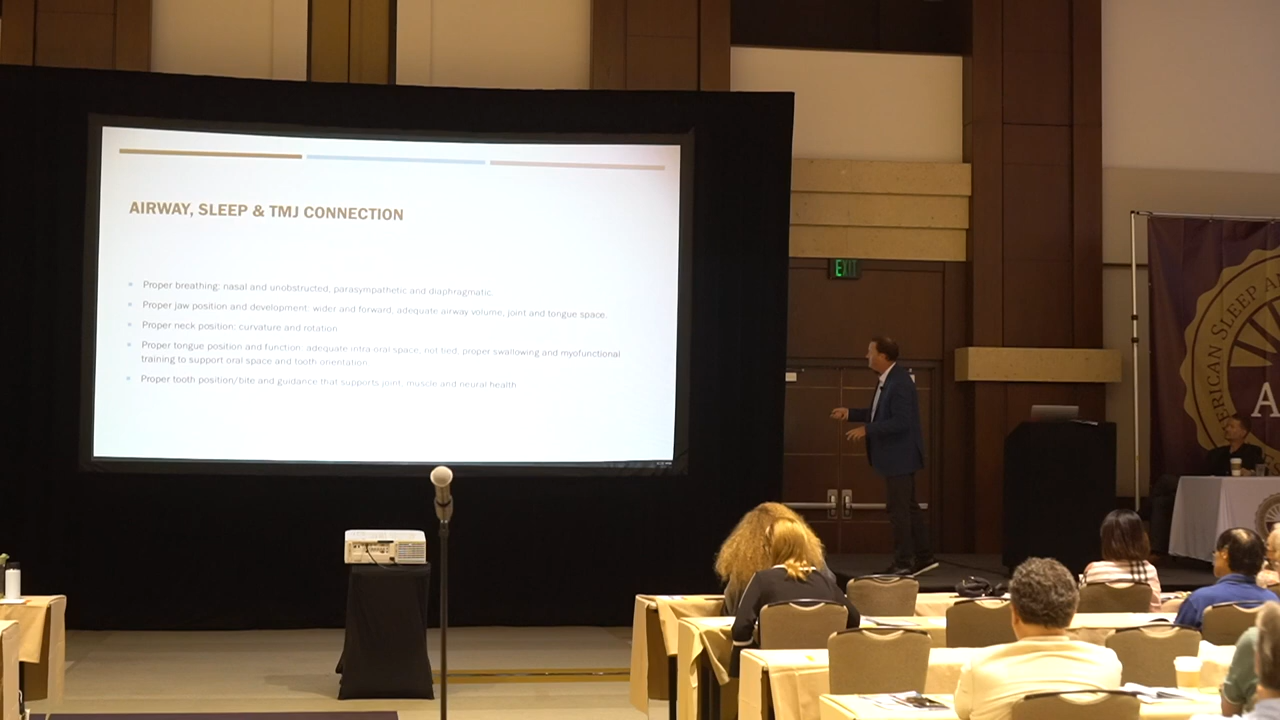 AIRWAY, SLEEP & TMJ CONNECTION
Proper breathing: nasal and unobstructed, parasympathetic and diaphragmatic.
Proper jaw position and development: wider and forward, adequate airway volume, joint and tongue space.
Proper neck position: curvature and rotation
Proper tongue position and function: adequate intra oral space, not tied, proper swallowing and myofunctional
training to support oral space and tooth orientation
Proper tooth position/bite and guidance that supports joint, muscle and neural health
EXIT
ERICAN SLEEP A
A